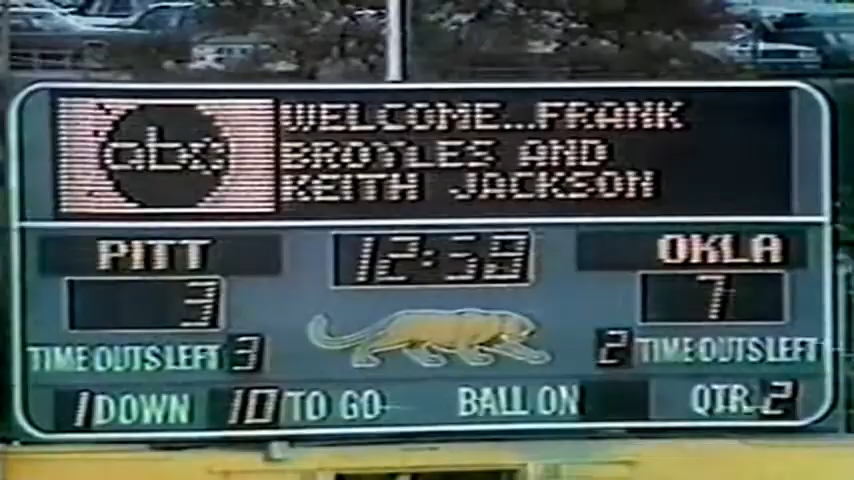 abc
WELCOME...FRANK
BROYLES AND
KEITH JACKSON
PITT 12:58 OKLA
3 7
TIME OUTS LEFT 3 2 TIME OUTS LEFT
1 DOWN 10 TO GO BALL ON QTR. 2